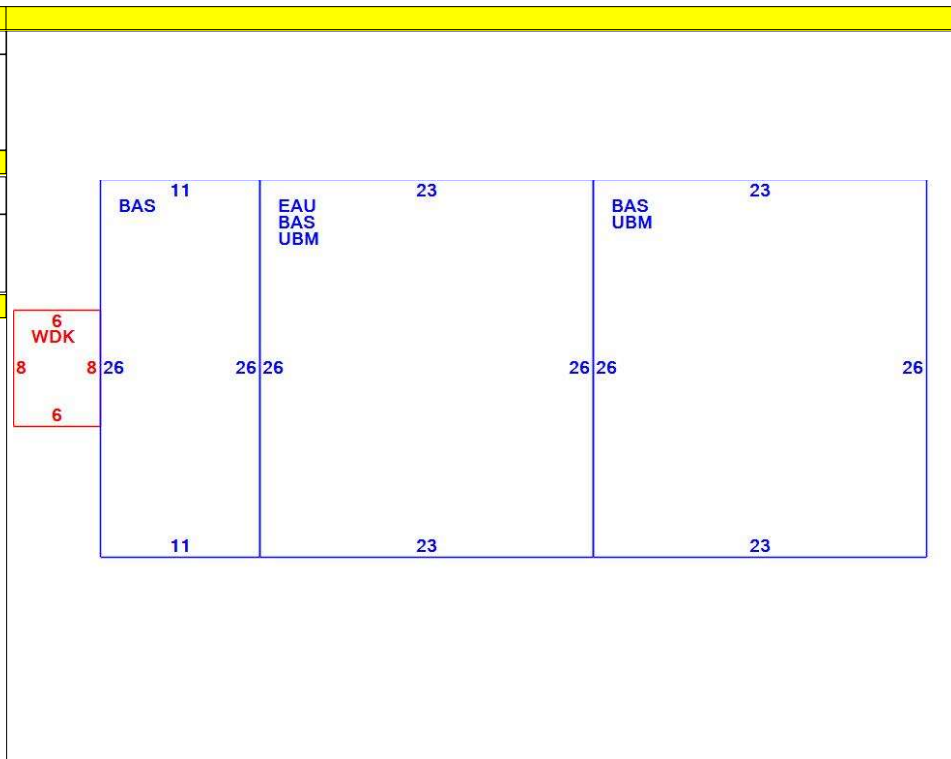 11 23 23
BAS EAU BAS
BAS UBM
UBM
6
WDK
8 8 26 26 26 26 26 26
6
11 23 23